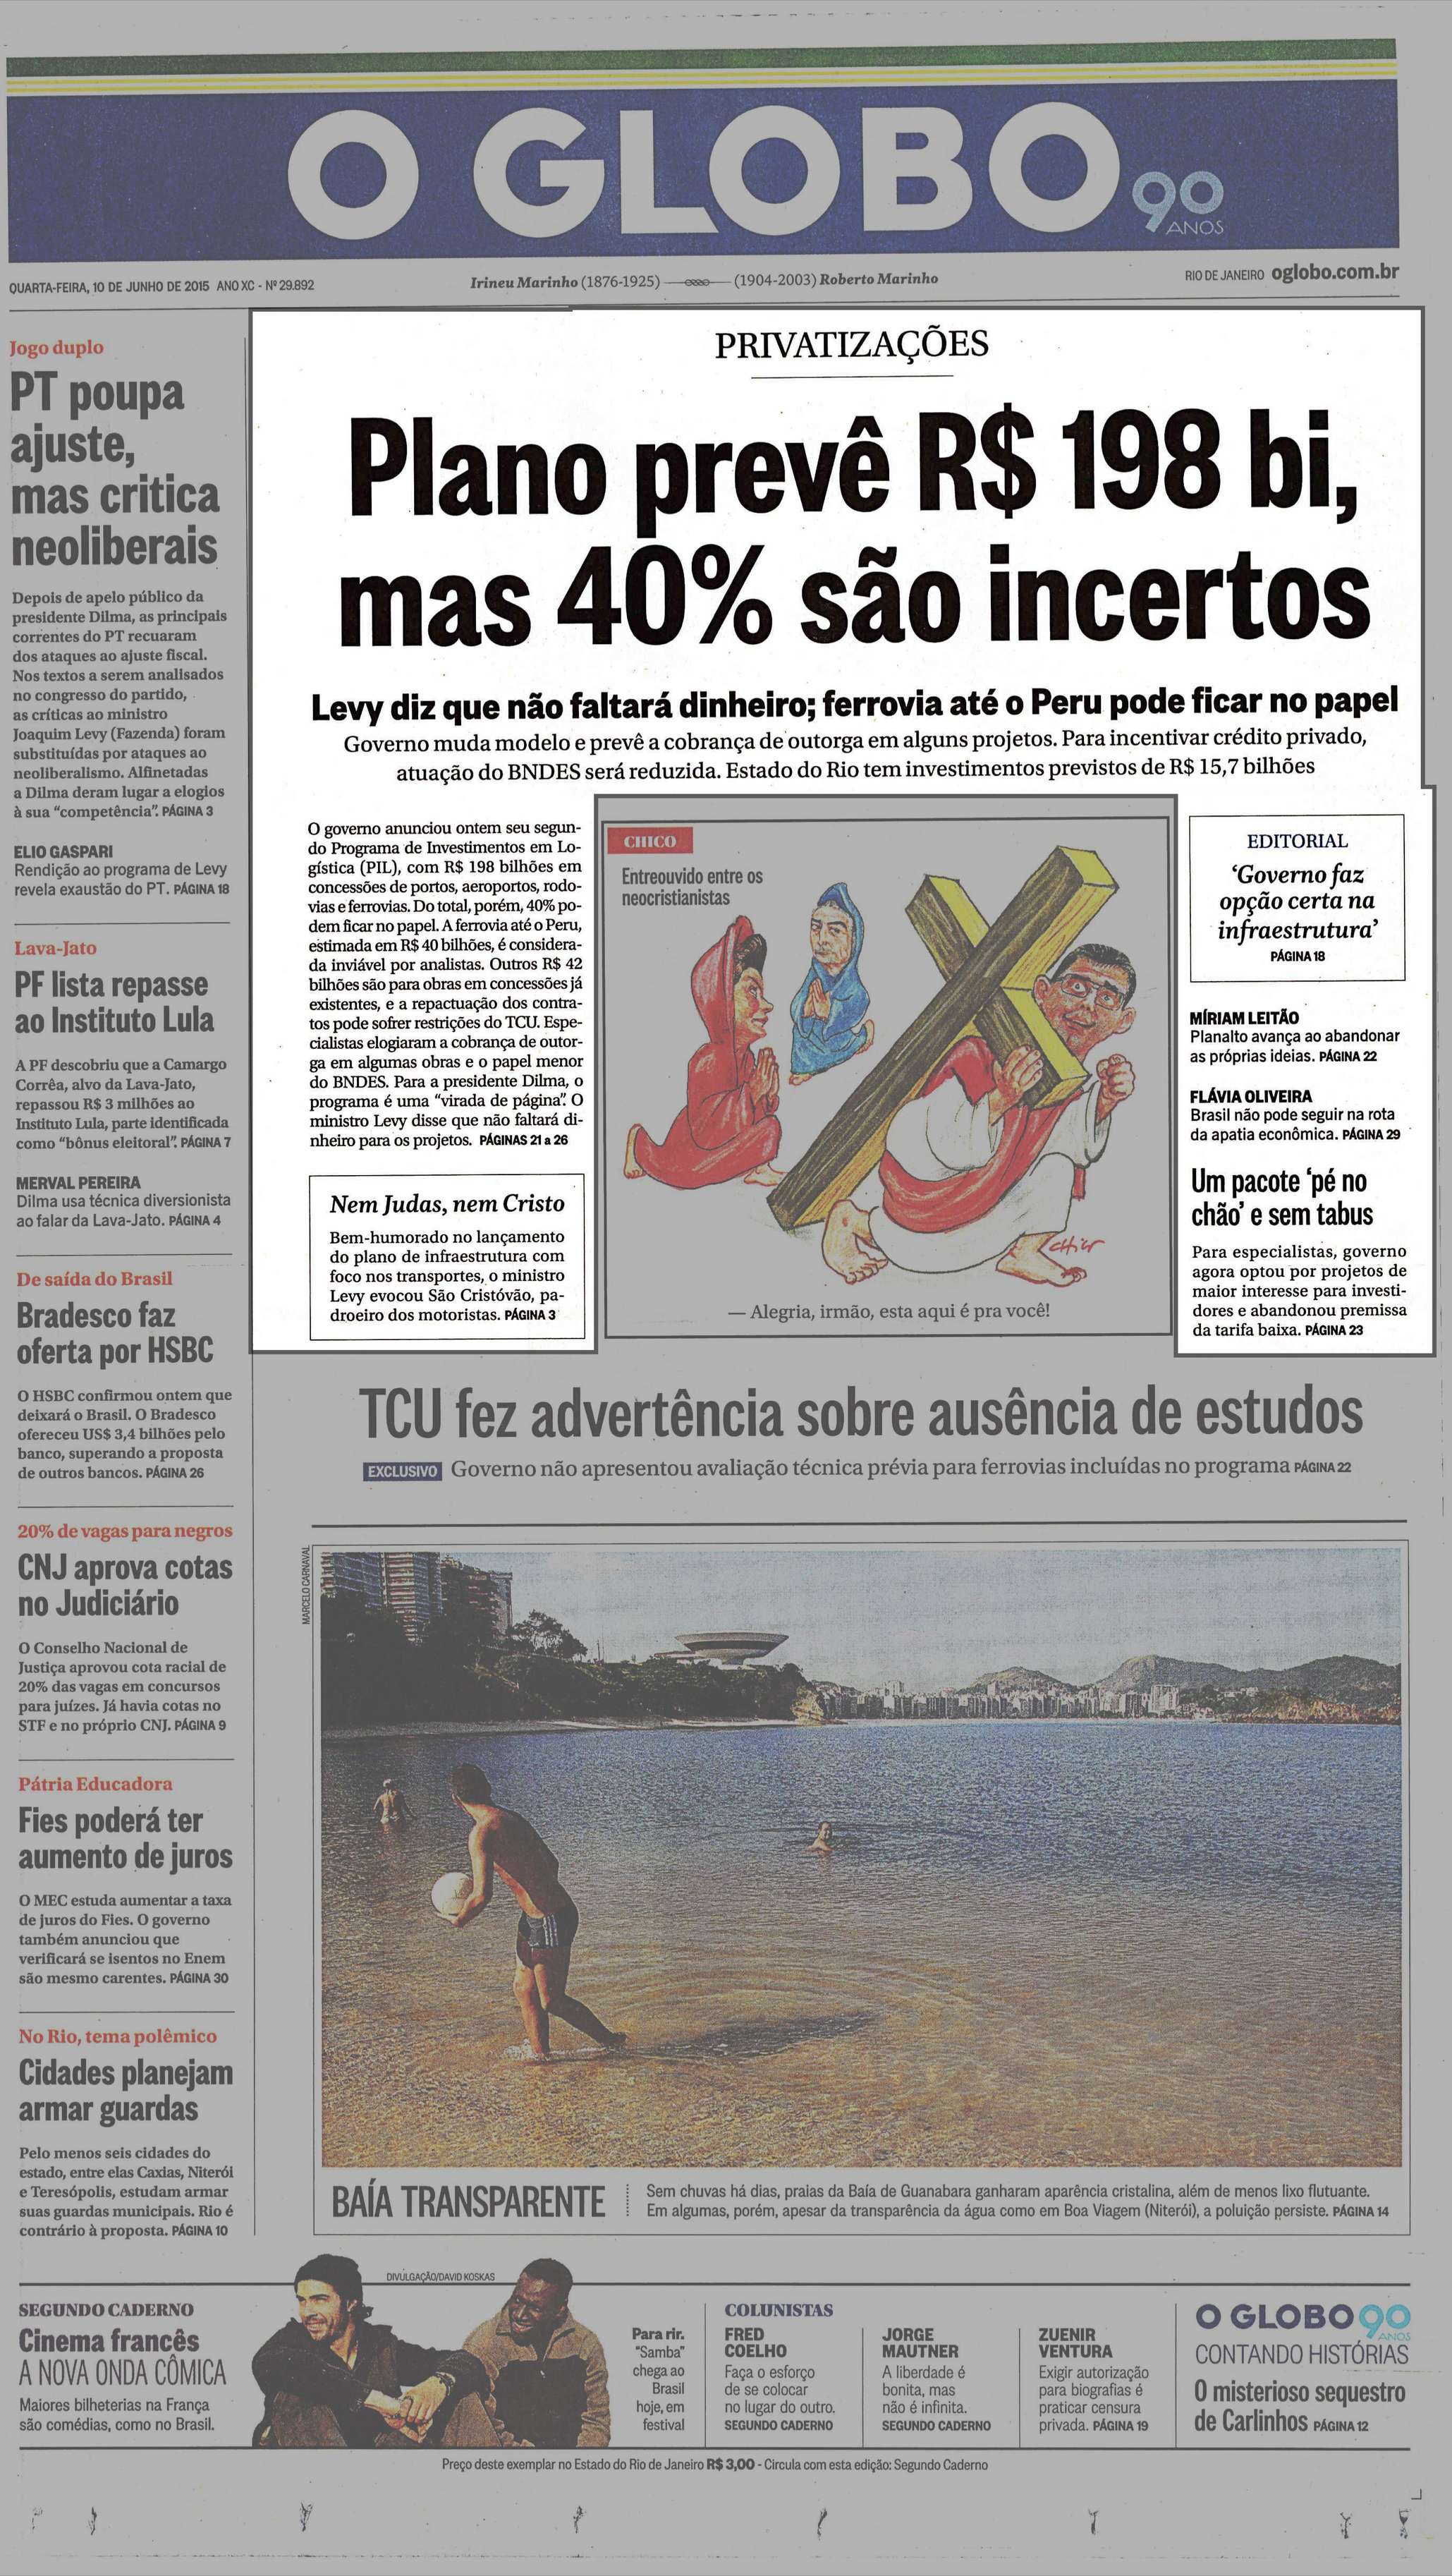 O GLOBO 90
ANOS
QUARTA-FEIRA, 10 DE JUNHO DE 2015 ANO XC - Nº 29.892
Irineu Marinho (1876-1925) (1904-2003) Roberto Marinho
RIO DE JANEIRO oglobo.com.br
Jogo duplo
PT poupa
ajuste,
mas critica
neoliberais
Depois de apelo público da
presidente Dilma, as principais
correntes do PT recuaram
dos ataques ao ajuste fiscal.
Nos textos a serem analisados
no congresso do partido,
as críticas ao ministro
Joaquim Levy (Fazenda) foram
substituídas por ataques ao
neoliberalismo. Alfinetadas
a Dilma deram lugar a elogios
à sua “competência”. PÁGINA 3
ELIO GASPARI
Rendição ao programa de Levy
revela exaustão do PT. PÁGINA 18
Lava-Jato
PF lista repasse
ao Instituto Lula
A PF descobriu que a Camargo
Corrêa, alvo da Lava-Jato,
repassou R$ 3 milhões ao
Instituto Lula, parte identificada
como “bônus eleitoral”. PÁGINA 7
MERVAL PEREIRA
Dilma usa técnica diversionista
ao falar da Lava-Jato. PÁGINA 4
De saída do Brasil
Bradesco faz
oferta por HSBC
O HSBC confirmou ontem que
deixará o Brasil. O Bradesco
ofereceu US$ 3,4 bilhões pelo
banco, superando a proposta
de outros bancos. PÁGINA 26
20% de vagas para negros
CNJ aprova cotas
no Judiciário
O Conselho Nacional de
Justiça aprovou cota racial de
20% das vagas em concursos
para juízes. Já havia cotas no
STF e no próprio CNJ. PÁGINA 9
Pátria Educadora
Fies poderá ter
aumento de juros
O MEC estuda aumentar a taxa
de juros do Fies. O governo
também anunciou que
verificará se isentos no Enem
são mesmo carentes. PÁGINA 30
No Rio, tema polêmico
Cidades planejam
armar guardas
Pelo menos seis cidades do
estado, entre elas Caxias, Niterói
e Teresópolis, estudam armar
suas guardas municipais. Rio é
contrário à proposta. PÁGINA 10
PRIVATIZAÇÕES
Plano prevê R$ 198 bi,
mas 40% são incertos
Levy diz que não faltará dinheiro; ferrovia até o Peru pode ficar no papel
Governo muda modelo e prevê a cobrança de outorga em alguns projetos. Para incentivar crédito privado,
atuação do BNDES será reduzida. Estado do Rio tem investimentos previstos de R$ 15,7 bilhões
O governo anunciou ontem seu segun-
do Programa de Investimentos em Lo-
gística (PIL), com R$ 198 bilhões em
concessões de portos, aeroportos, rodo-
vias e ferrovias. Do total, porém, 40% po-
dem ficar no papel. A ferrovia até o Peru,
estimada em R$ 40 bilhões, é considera-
da inviável por analistas. Outros R$ 42
bilhões são para obras em concessões já
existentes, e a repactuação dos contra-
tos pode sofrer restrições do TCU. Espe-
cialistas elogiaram a cobrança de outor-
ga em algumas obras e o papel menor
do BNDES. Para a presidente Dilma, o
programa é uma “virada de página”. O
ministro Levy disse que não faltará di-
nheiro para os projetos. PÁGINAS 21 a 26
Nem Judas, nem Cristo
Bem-humorado no lançamento
do plano de infraestrutura com
foco nos transportes, o ministro
Levy evocou São Cristóvão, pa-
droeiro dos motoristas. PÁGINA 3
CHICO
Entreouvido entre os
neocristianistas
CHICO
— Alegria, irmão, esta aqui é pra você!
EDITORIAL
‘Governo faz
opção certa na
infraestrutura’
PÁGINA 18
MÍRIAM LEITÃO
Planalto avança ao abandonar
as próprias ideias. PÁGINA 22
FLÁVIA OLIVEIRA
Brasil não pode seguir na rota
da apatia econômica. PÁGINA 29
Um pacote ‘pé no
chão’ e sem tabus
Para especialistas, governo
agora optou por projetos de
maior interesse para investi-
dores e abandonou premissa
da tarifa baixa. PÁGINA 23
TCU fez advertência sobre ausência de estudos
EXCLUSIVO Governo não apresentou avaliação técnica prévia para ferrovias incluídas no programa PÁGINA 22
MARCELO CARNAVAL
BAÍA TRANSPARENTE
Sem chuvas há dias, praias da Baía de Guanabara ganharam aparência cristalina, além de menos lixo flutuante.
Em algumas, porém, apesar da transparência da água como em Boa Viagem (Niterói), a poluição persiste. PÁGINA 14
SEGUNDO CADERNO
Cinema francês
A NOVA ONDA CÔMICA
Maiores bilheterias na França
são comédias, como no Brasil.
DIVULGAÇÃO/DAVID KOSKAS
Para rir.
“Samba”
chega ao
Brasil
hoje, em
festival
COLUNISTAS
FRED
COELHO
Faça o esforço
de se colocar
no lugar do outro.
SEGUNDO CADERNO
JORGE
MAUTNER
A liberdade é
bonita, mas
não é infinita.
SEGUNDO CADERNO
ZUENIR
VENTURA
Exigir autorização
para biografias é
praticar censura
privada. PÁGINA 19
O GLOBO 90
ANOS
CONTANDO HISTÓRIAS
O misterioso sequestro
de Carlinhos PÁGINA 12
Preço deste exemplar no Estado do Rio de Janeiro R$ 3,00 - Circula com esta edição: Segundo Caderno